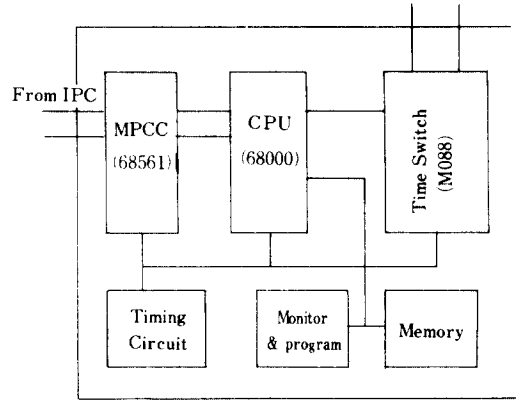 From IPC
MPCC
(68561)
CPU
(68000)
Time Switch
(M088)
Timing
Circuit
Monitor
& program
Memory